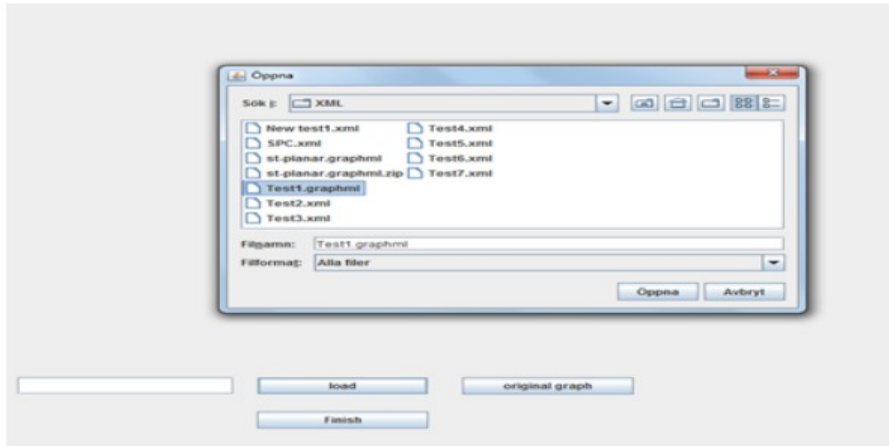 Öppna
Sök i: XML
New test1.xml
SPC.xml
st-planar.graphml
st-planar.graphml.zip
Test1.graphml
Test2.xml
Test3.xml
Test4.xml
Test5.xml
Test6.xml
Test7.xml
Filnamn: Test1.graphml
Filformat: Alla filer
Öppna Avbryt
load original graph
Finish